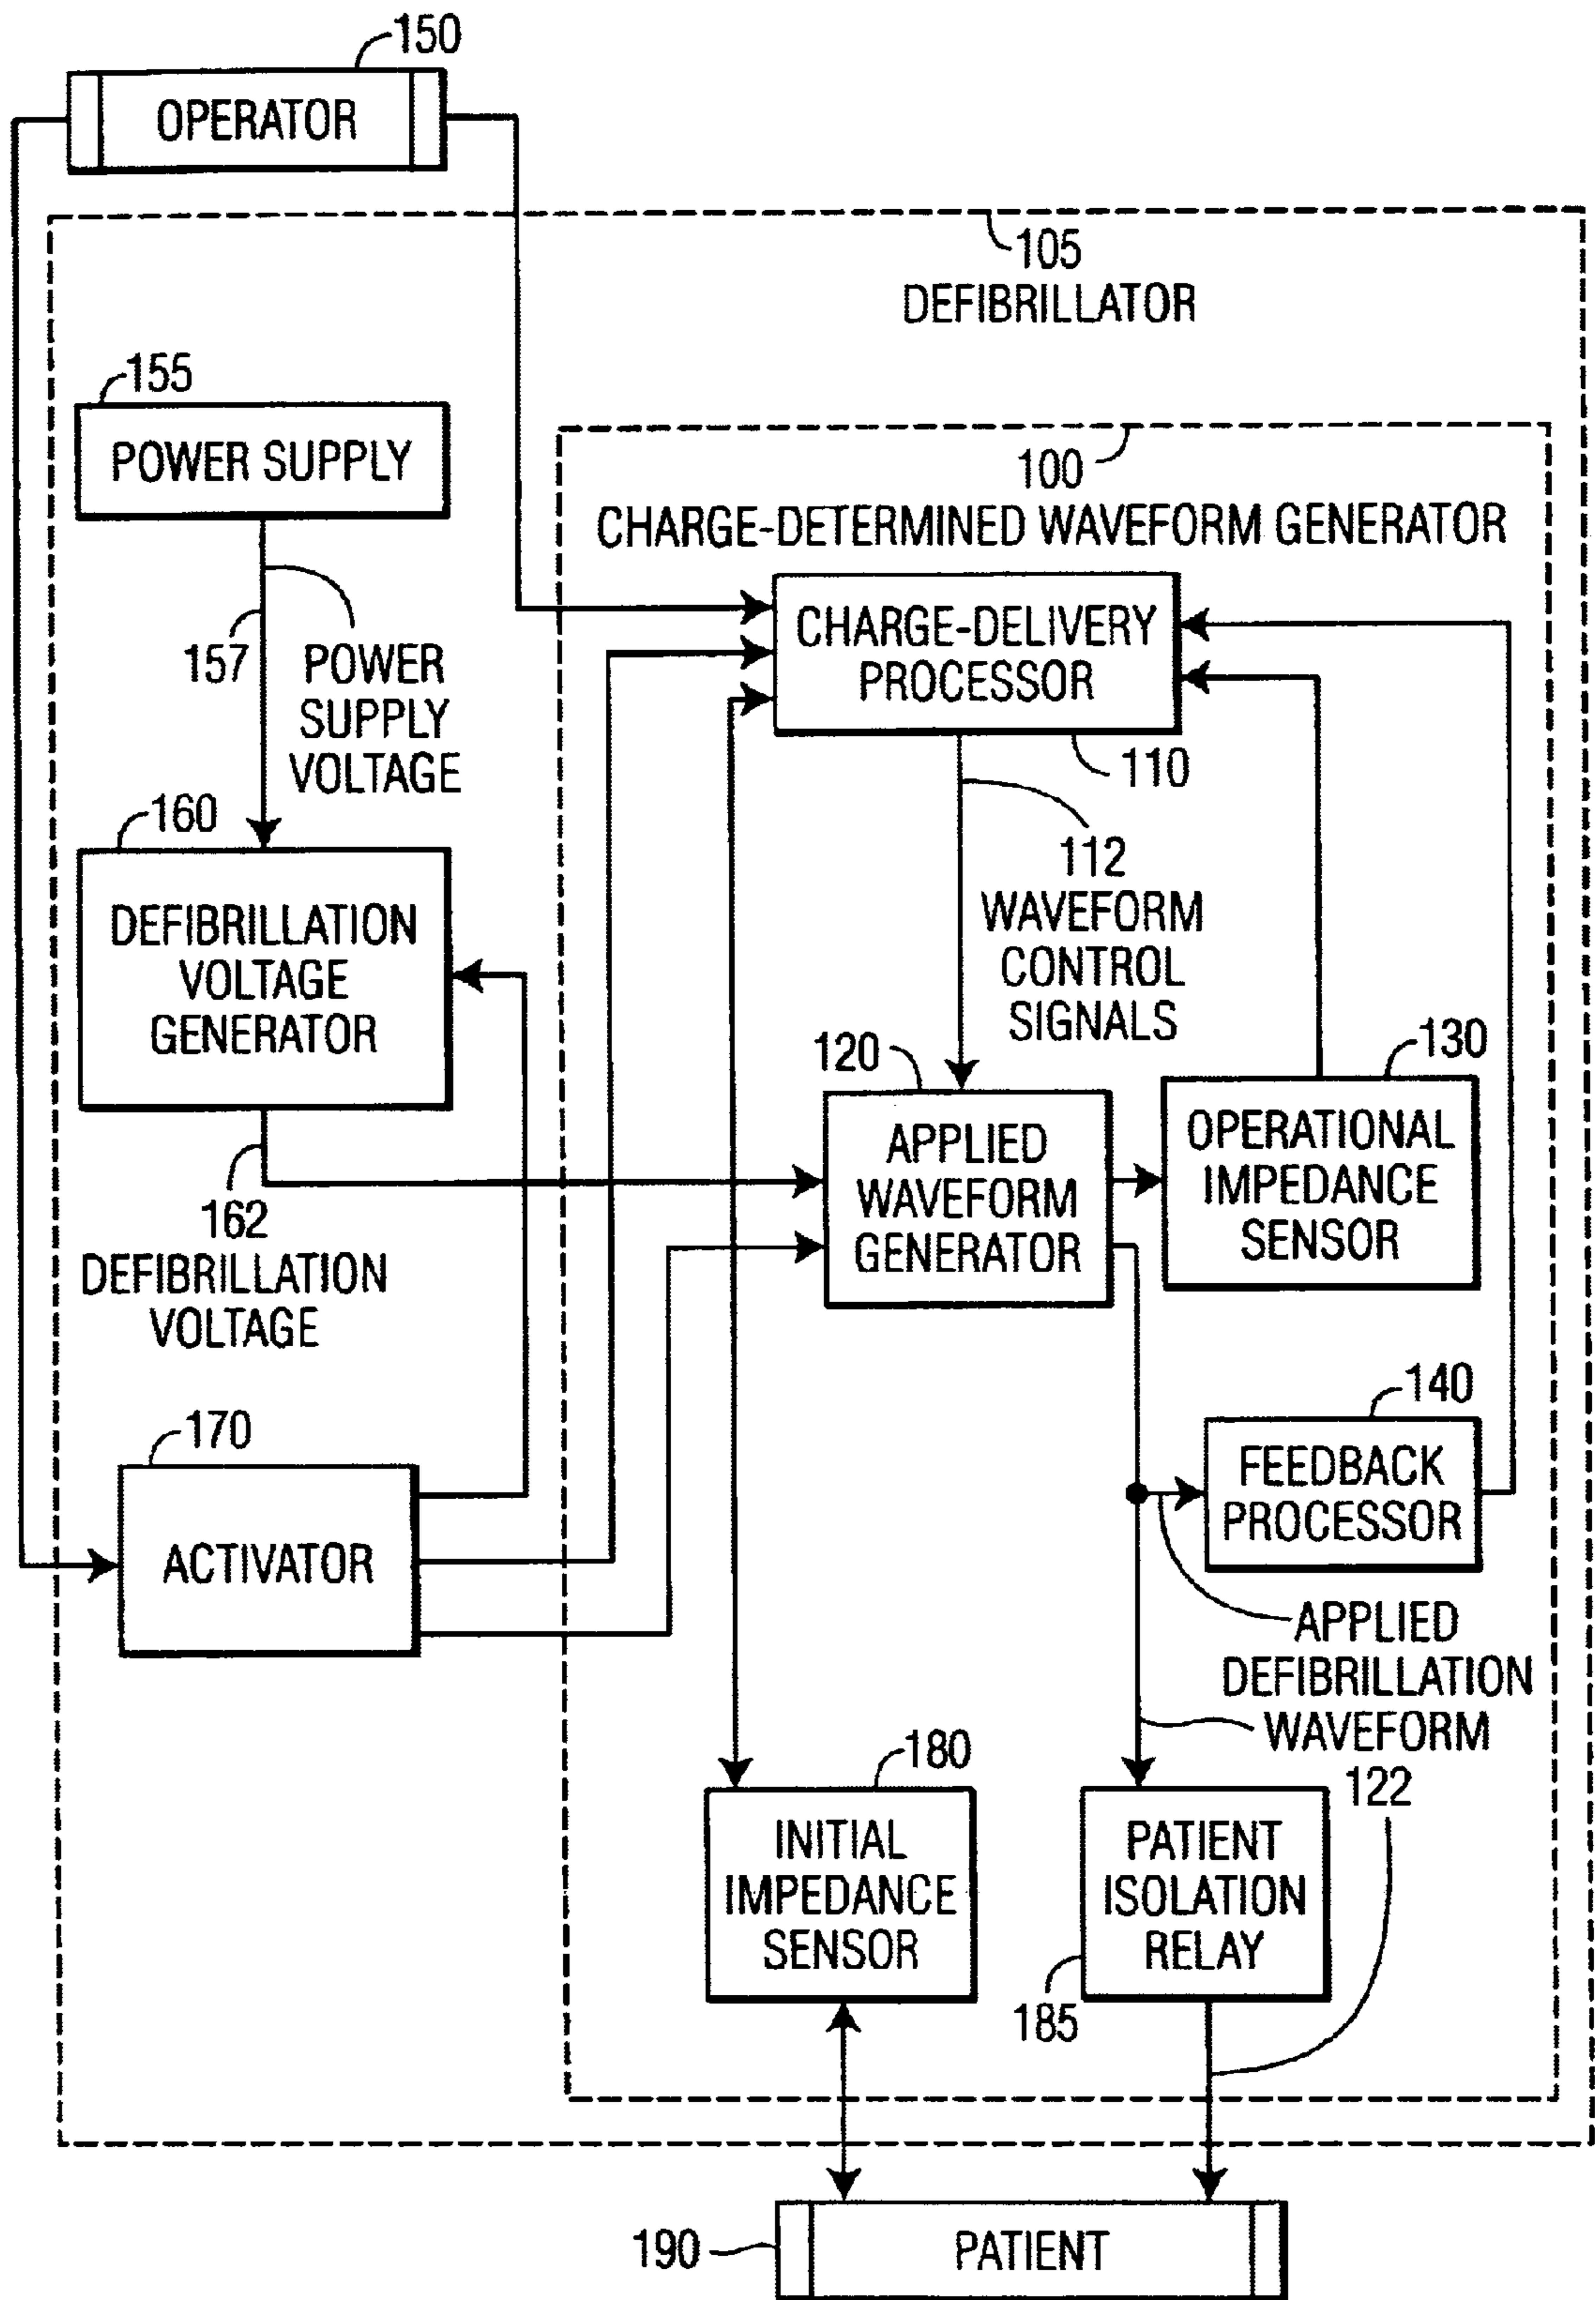 150
OPERATOR
105
DEFIBRILLATOR
155
POWER SUPPLY
157
POWER
SUPPLY
VOLTAGE
100
CHARGE-DETERMINED WAVEFORM GENERATOR
CHARGE-DELIVERY
PROCESSOR
110
112
WAVEFORM
CONTROL
SIGNALS
160
DEFIBRILLATION
VOLTAGE
GENERATOR
162
DEFIBRILLATION
VOLTAGE
120
APPLIED
WAVEFORM
GENERATOR
130
OPERATIONAL
IMPEDANCE
SENSOR
140
FEEDBACK
PROCESSOR
170
ACTIVATOR
APPLIED
DEFIBRILLATION
WAVEFORM
122
180
INITIAL
IMPEDANCE
SENSOR
PATIENT
ISOLATION
RELAY
185
190
PATIENT